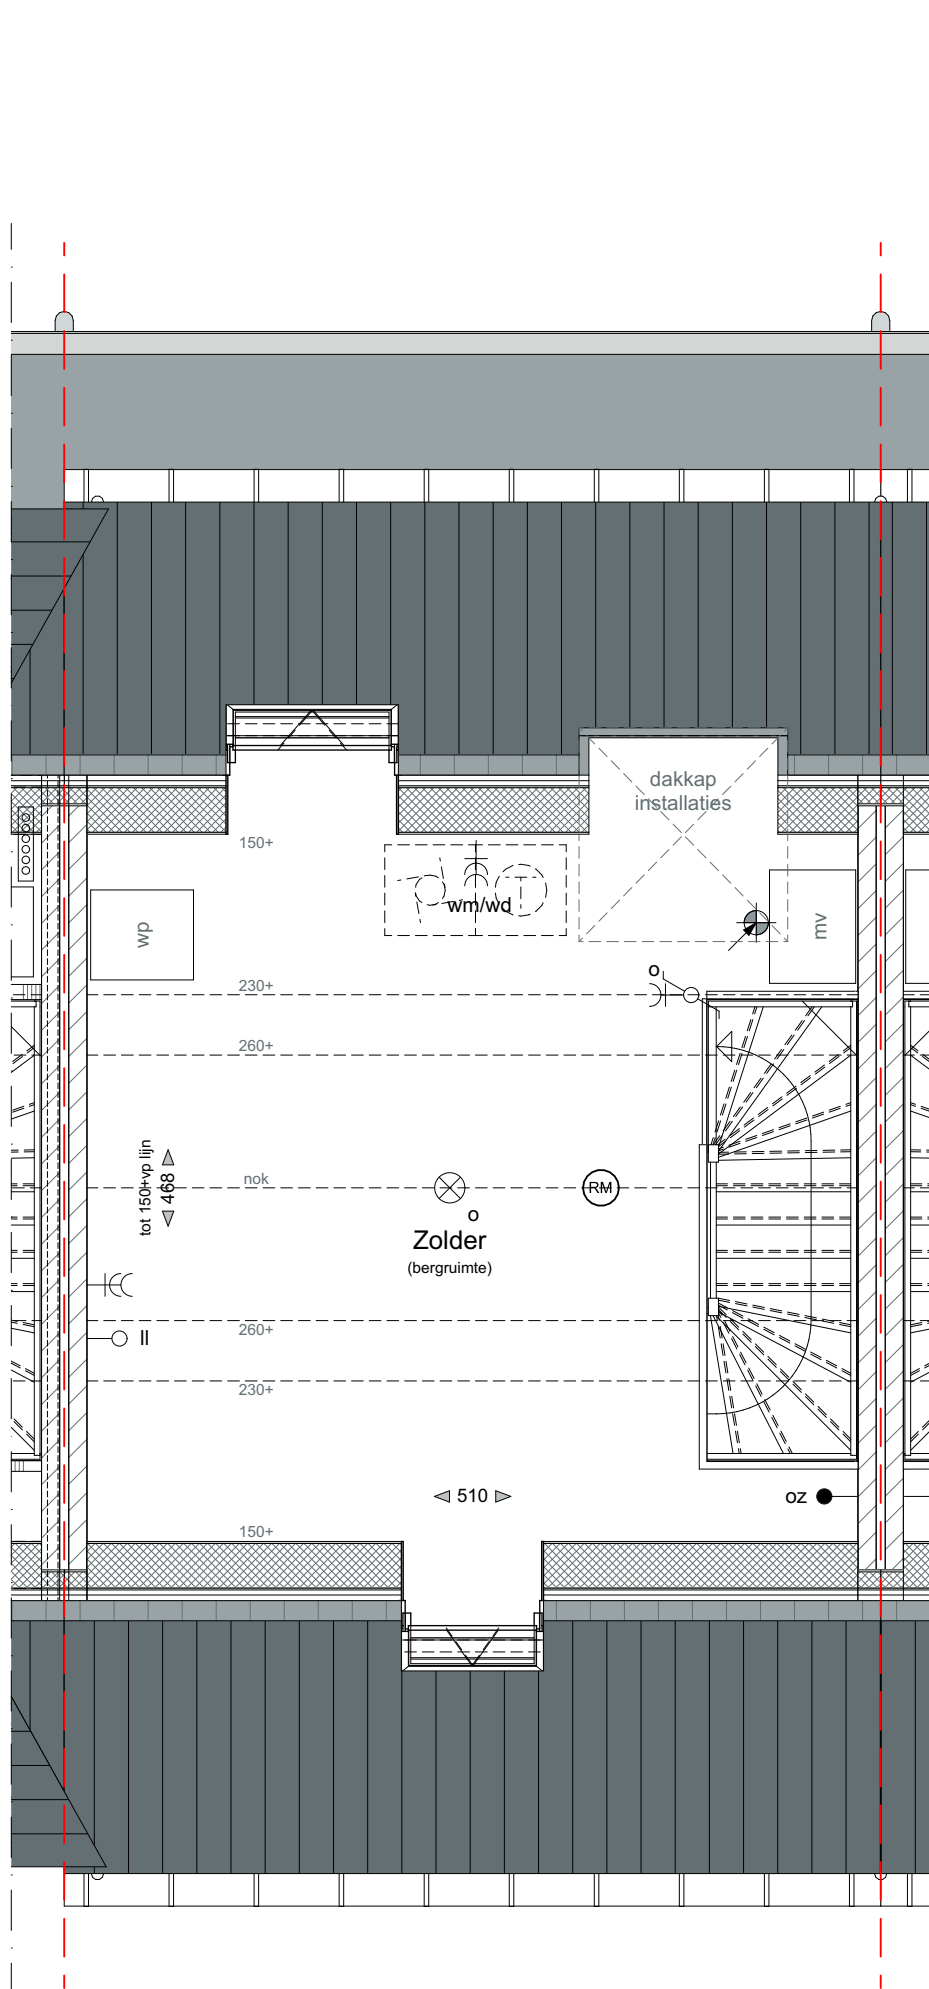 dakkap
installaties
150+
wm/wd
wp
mv
o
230+
260+
tot 150+vp lijn
468
nok
RM
o
Zolder
(bergruimte)
ll
260+
230+
510
oz
150+